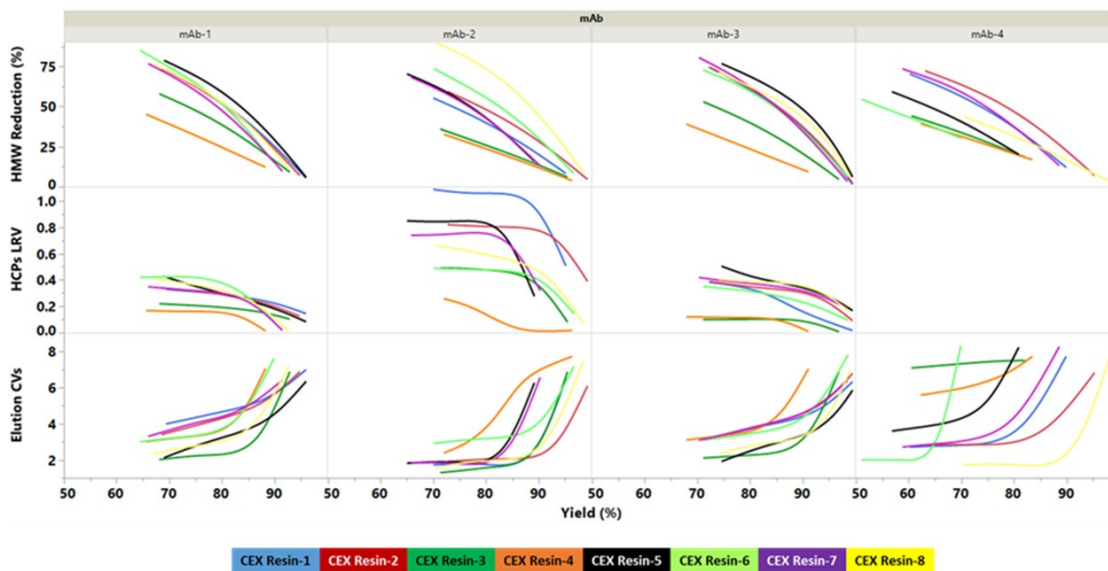 mAb
mAb-1 mAb-2 mAb-3 mAb-4
HMW Reduction (%)
75
50
25
0
HCPs LRV
1.0
0.8
0.6
0.4
0.2
0.0
Elution CVs
8
6
4
2
50 60 70 80 90 50 60 70 80 90 50 60 70 80 90 50 60 70 80 90
Yield (%)
CEX Resin-1 CEX Resin-2 CEX Resin-3 CEX Resin-4 CEX Resin-5 CEX Resin-6 CEX Resin-7 CEX Resin-8